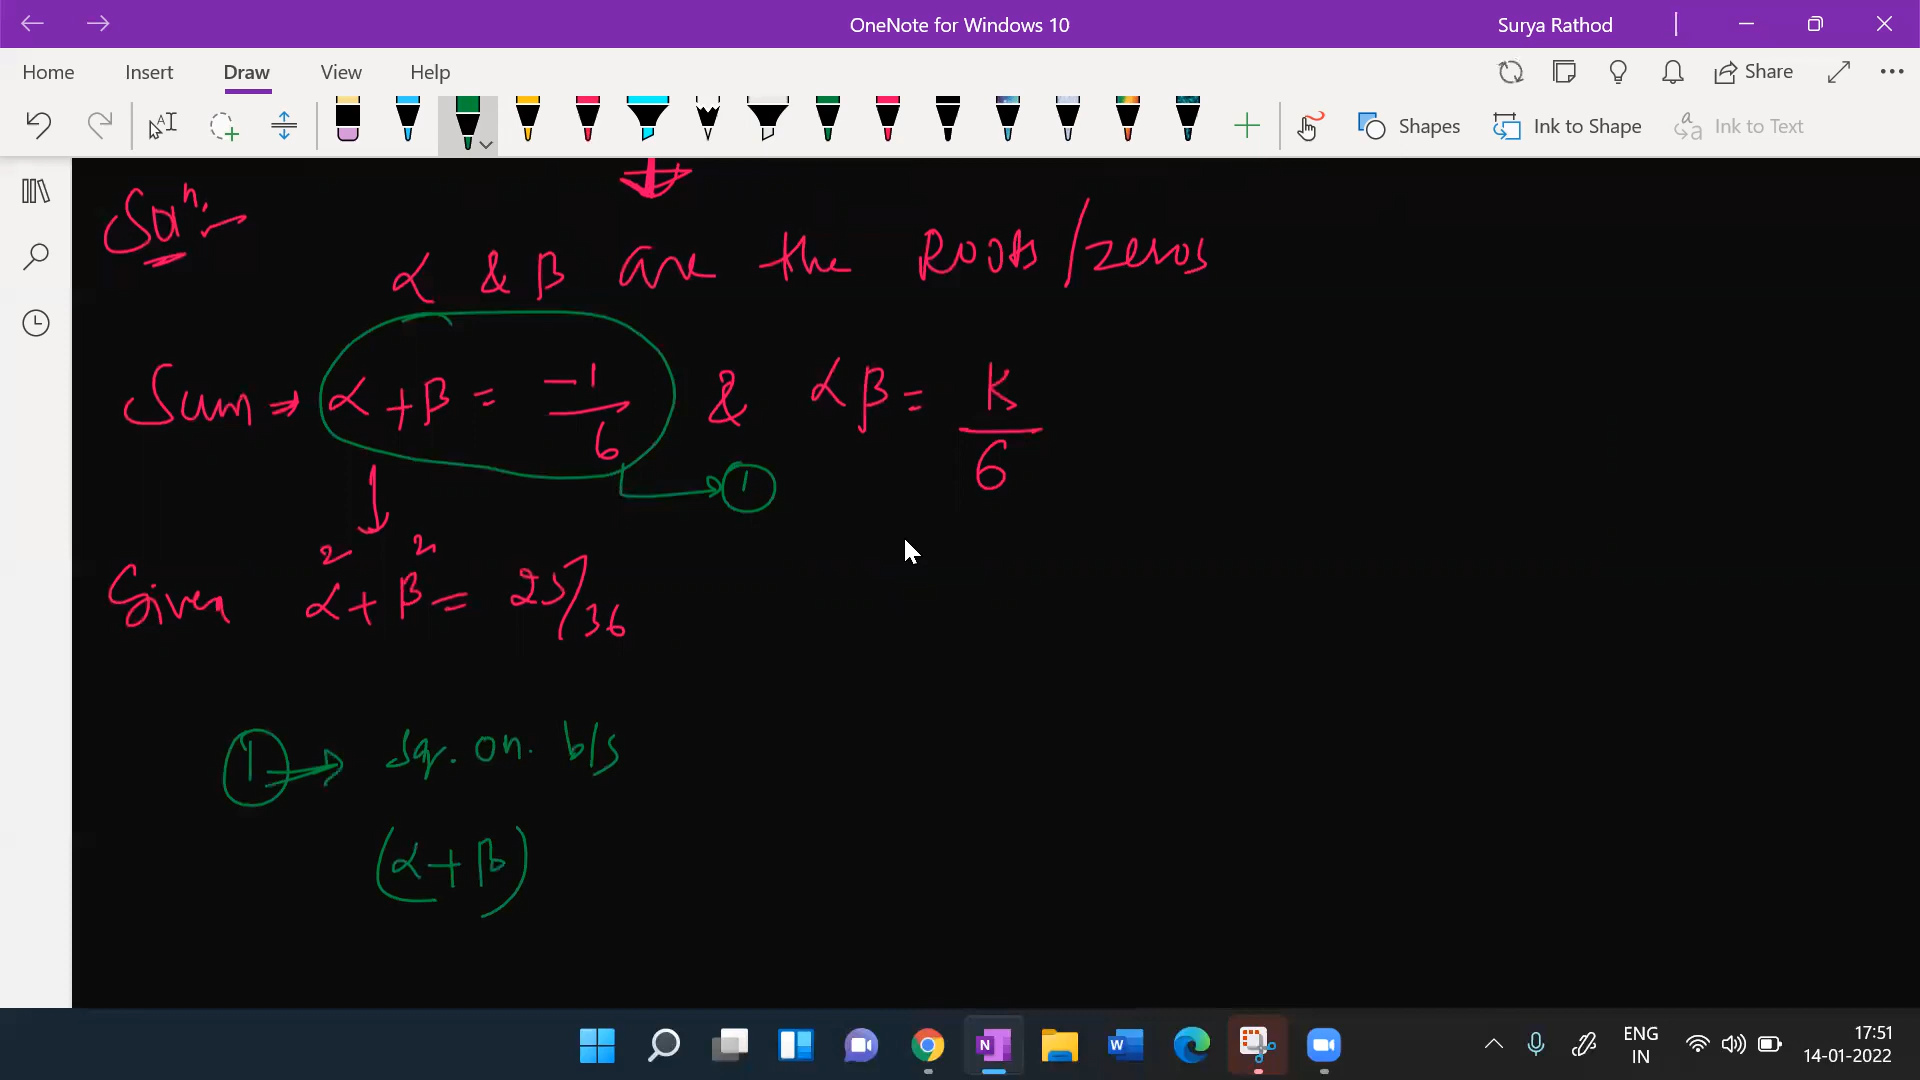 OneNote for Windows 10
Surya Rathod
Home Insert Draw View Help
Share
Shapes Ink to Shape Ink to Text
Solⁿ. –
α & β are the Roots/zeros
Sum ⇒ α + β = -1/6 & αβ = K/6
①
Given α² + β² = 25/36
① → Sq. on. b/s
(α + β)
ENG
IN
17:51
14-01-2022